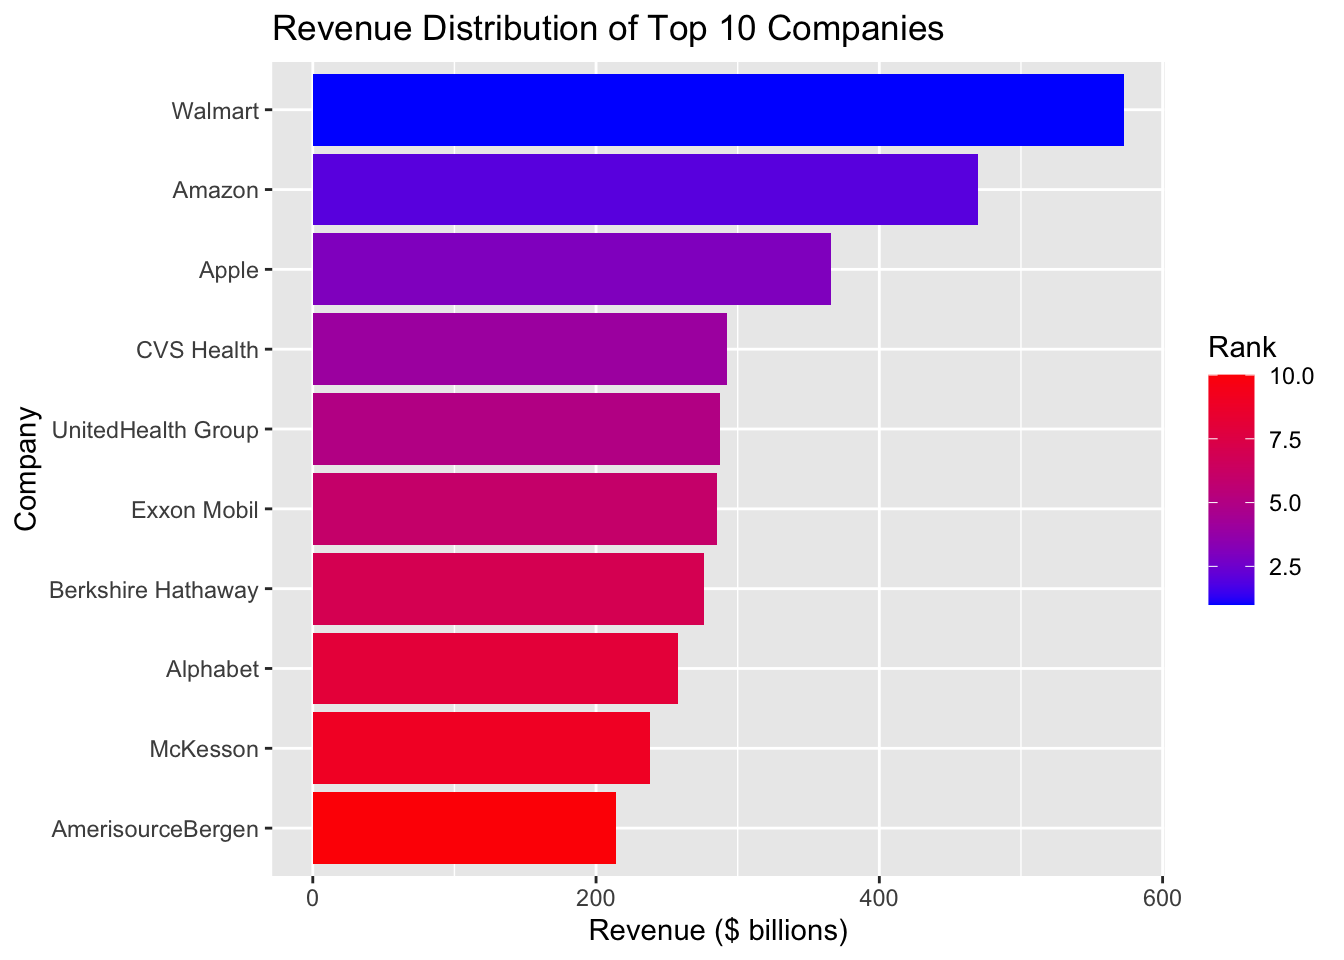 Revenue Distribution of Top 10 Companies
Walmart
Amazon
Apple
CVS Health
UnitedHealth Group
Exxon Mobil
Berkshire Hathaway
Alphabet
McKesson
AmerisourceBergen
Company
0 200 400 600
Revenue ($ billions)
Rank
10.0
7.5
5.0
2.5